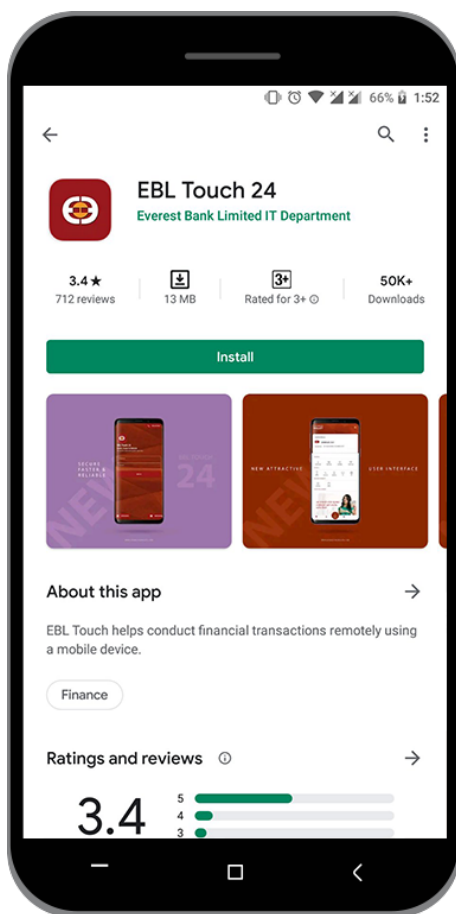 66% 1:52
EBL Touch 24
Everest Bank Limited IT Department
3.4★
712 reviews
13 MB
3+
Rated for 3+
50K+
Downloads
Install
SECURE
FASTER &
RELIABLE
24
NEW
NEW ATTRACTIVE
USER INTERFACE
NEW
About this app
EBL Touch helps conduct financial transactions remotely using
a mobile device.
Finance
Ratings and reviews
3.4
5
4
3